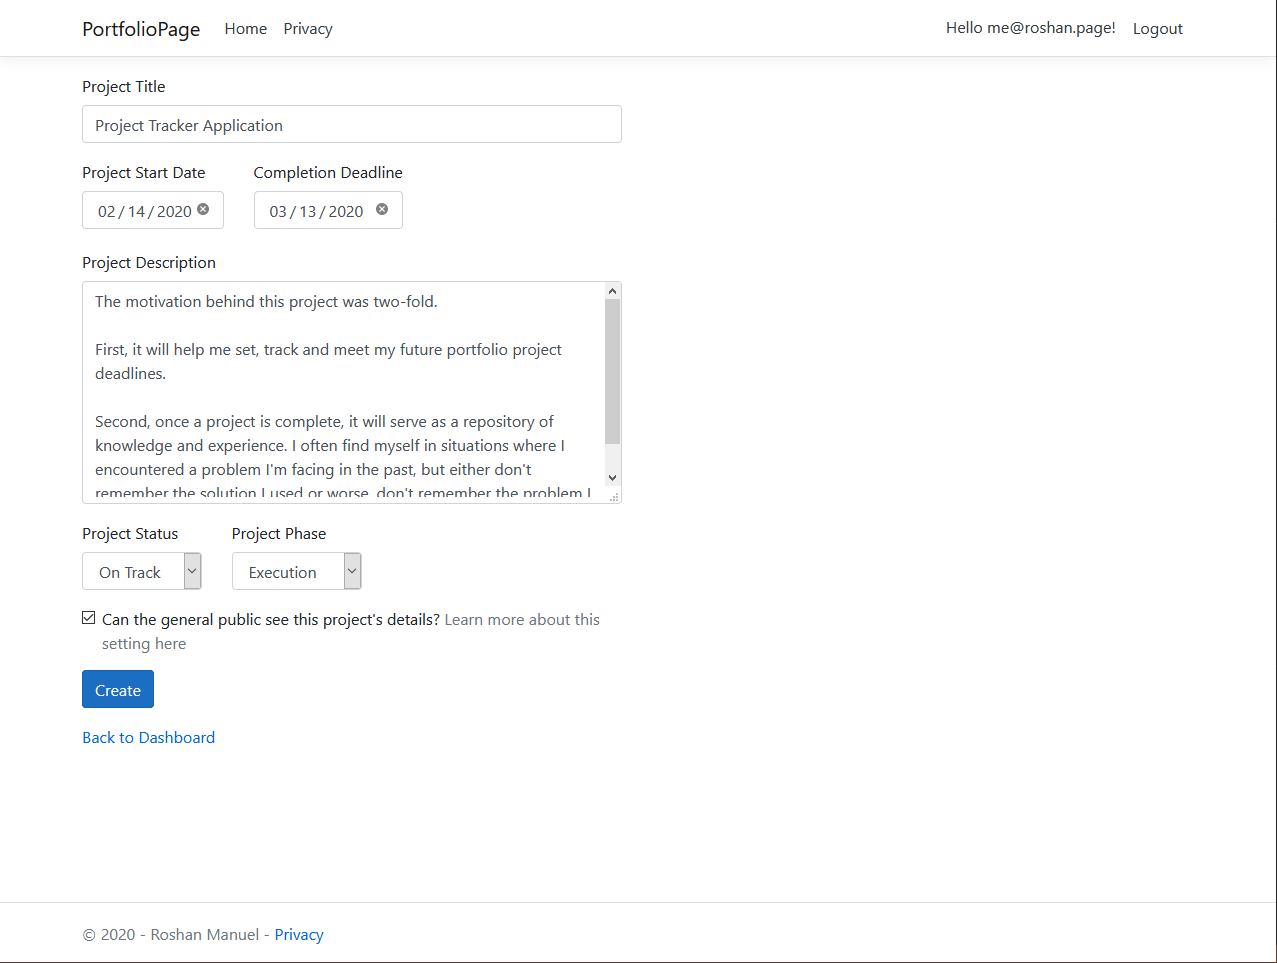 PortfolioPage Home Privacy Hello me@roshan.page! Logout
Project Title
Project Tracker Application
Project Start Date Completion Deadline
02 / 14 / 2020 03 / 13 / 2020
Project Description
The motivation behind this project was two-fold.
First, it will help me set, track and meet my future portfolio project
deadlines.
Second, once a project is complete, it will serve as a repository of
knowledge and experience. I often find myself in situations where I
encountered a problem I'm facing in the past, but either don't
remember the solution I used or worse, don't remember the problem I
Project Status Project Phase
On Track Execution
Can the general public see this project's details? Learn more about this
setting here
Create
Back to Dashboard
© 2020 - Roshan Manuel - Privacy